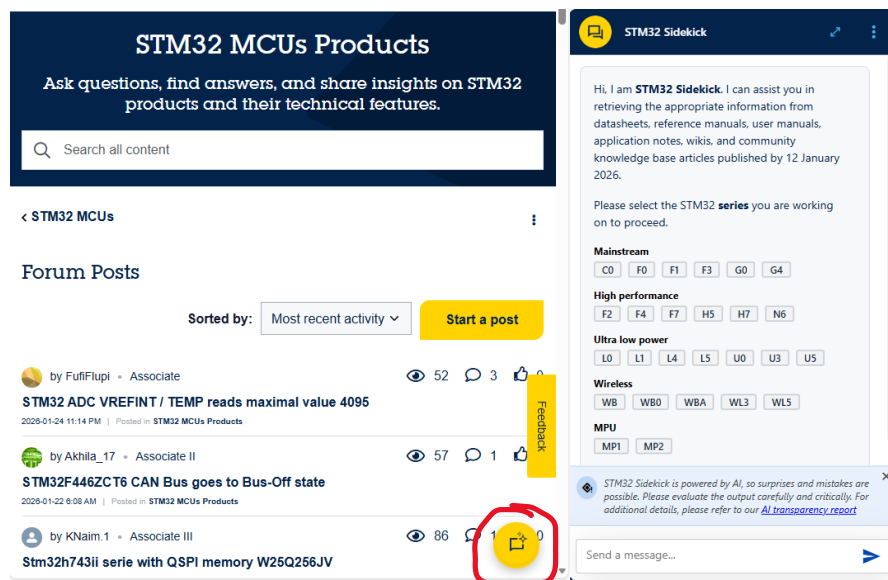 STM32 MCUs Products
Ask questions, find answers, and share insights on STM32
products and their technical features.
Search all content
‹ STM32 MCUs
Forum Posts
Sorted by:
Most recent activity
Start a post
by FufiFlupi • Associate
52
3
STM32 ADC VREFINT / TEMP reads maximal value 4095
2026-01-24 11:14 PM | Posted in STM32 MCUs Products
Feedback
by Akhila_17 • Associate II
57
1
STM32F446ZCT6 CAN Bus goes to Bus-Off state
2026-01-22 6:08 AM | Posted in STM32 MCUs Products
by KNaim.1 • Associate III
86
1
0
Stm32h743ii serie with QSPI memory W25Q256JV
STM32 Sidekick
Hi, I am STM32 Sidekick. I can assist you in
retrieving the appropriate information from
datasheets, reference manuals, user manuals,
application notes, wikis, and community
knowledge base articles published by 12 January
2026.
Please select the STM32 series you are working
on to proceed.
Mainstream
C0 F0 F1 F3 G0 G4
High performance
F2 F4 F7 H5 H7 N6
Ultra low power
L0 L1 L4 L5 U0 U3 U5
Wireless
WB WB0 WBA WL3 WL5
MPU
MP1 MP2
STM32 Sidekick is powered by AI, so surprises and mistakes are
possible. Please evaluate the output carefully and critically. For
additional details, please refer to our AI transparency report
Send a message...